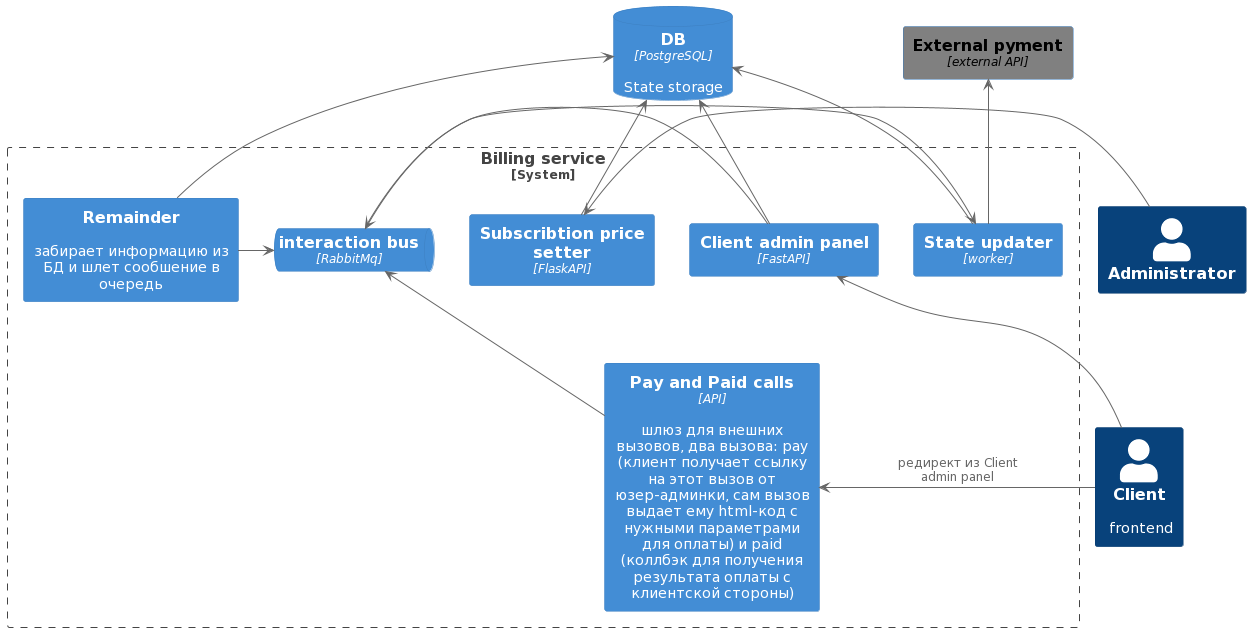 DB
[PostgreSQL]
State storage
External pyment
[external API]
Billing service
[System]
Remainder
забирает информацию из
БД и шлет сообшение в
очередь
interaction bus
[RabbitMq]
Subscribtion price
setter
[FlaskAPI]
Client admin panel
[FastAPI]
State updater
[worker]
Administrator
Pay and Paid calls
[API]
шлюз для внешних
вызовов, два вызова: pay
(клиент получает ссылку
на этот вызов от
юзер-админки, сам вызов
выдает ему html-код с
нужными параметрами
для оплаты) и paid
(коллбэк для получения
результата оплаты с
клиентской стороны)
редирект из Client
admin panel
Client
frontend